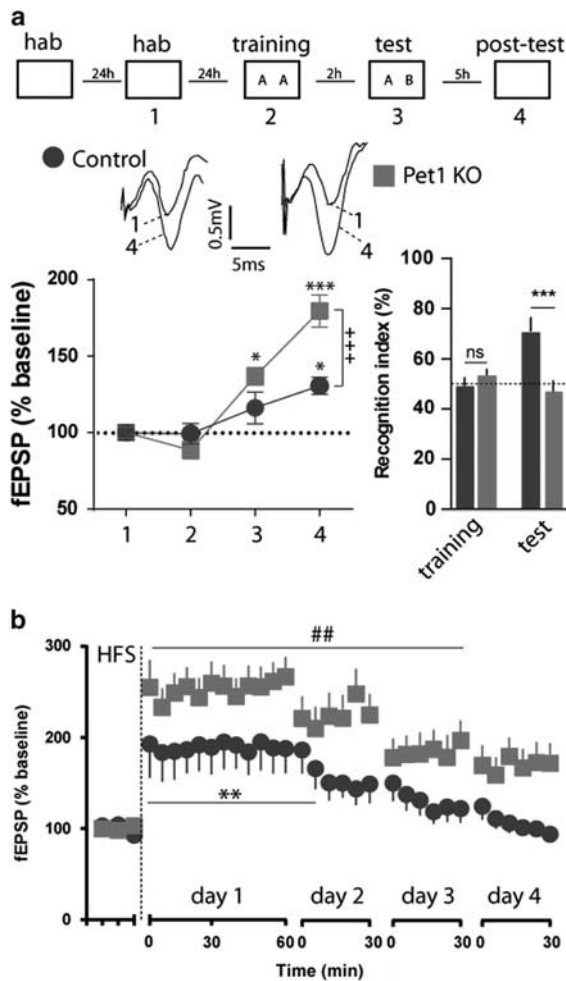 a
hab hab training test post-test
24h 24h 2h 5h
A A A B
1 2 3 4
Control Pet1 KO
1 1
4 4
0.5mV
5ms
fEPSP (% baseline)
200
150
100
50
1 2 3 4
***
*
*
+++
Recognition index (%)
100
80
60
40
20
0
ns
***
training test
b
fEPSP (% baseline)
300
200
100
0
HFS
##
**
day 1 day 2 day 3 day 4
0 30 60 0 30 0 30 0 30
Time (min)